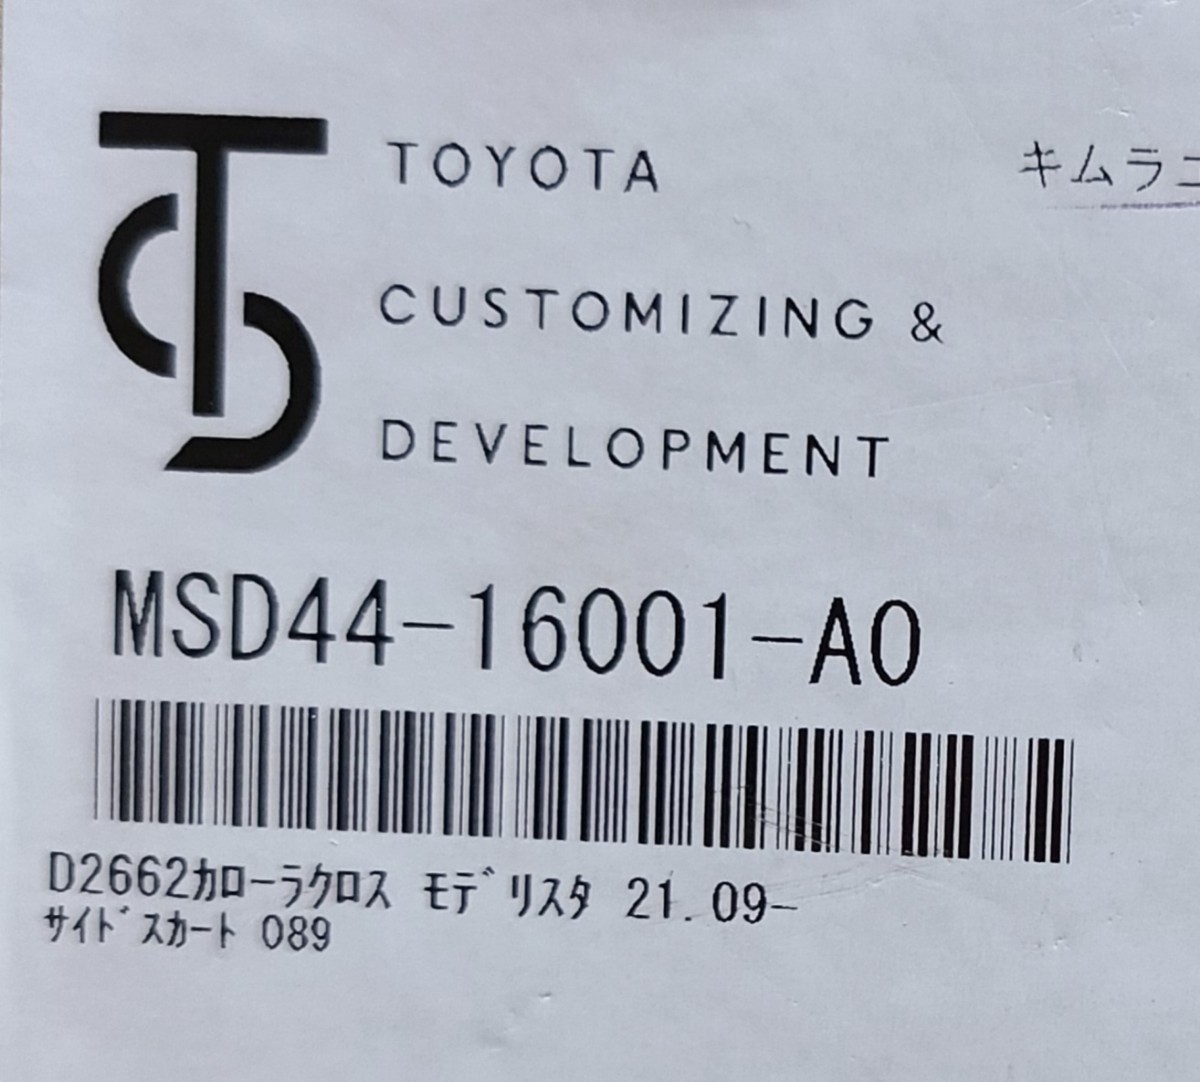 TOYOTA
キムラユ
CUSTOMIZING &
DEVELOPMENT
MSD44-16001-A0
D2662ｶﾛｰﾗｸﾛｽ ﾓﾃﾞﾘｽﾀ 21.09-
ｻｲﾄﾞｽｶｰﾄ 089